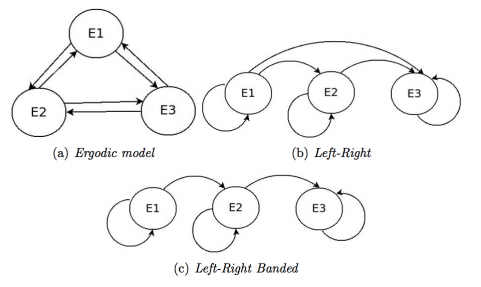 E1
E2
E3
(a) Ergodic model
E1
E2
E3
(b) Left-Right
E1
E2
E3
(c) Left-Right Banded